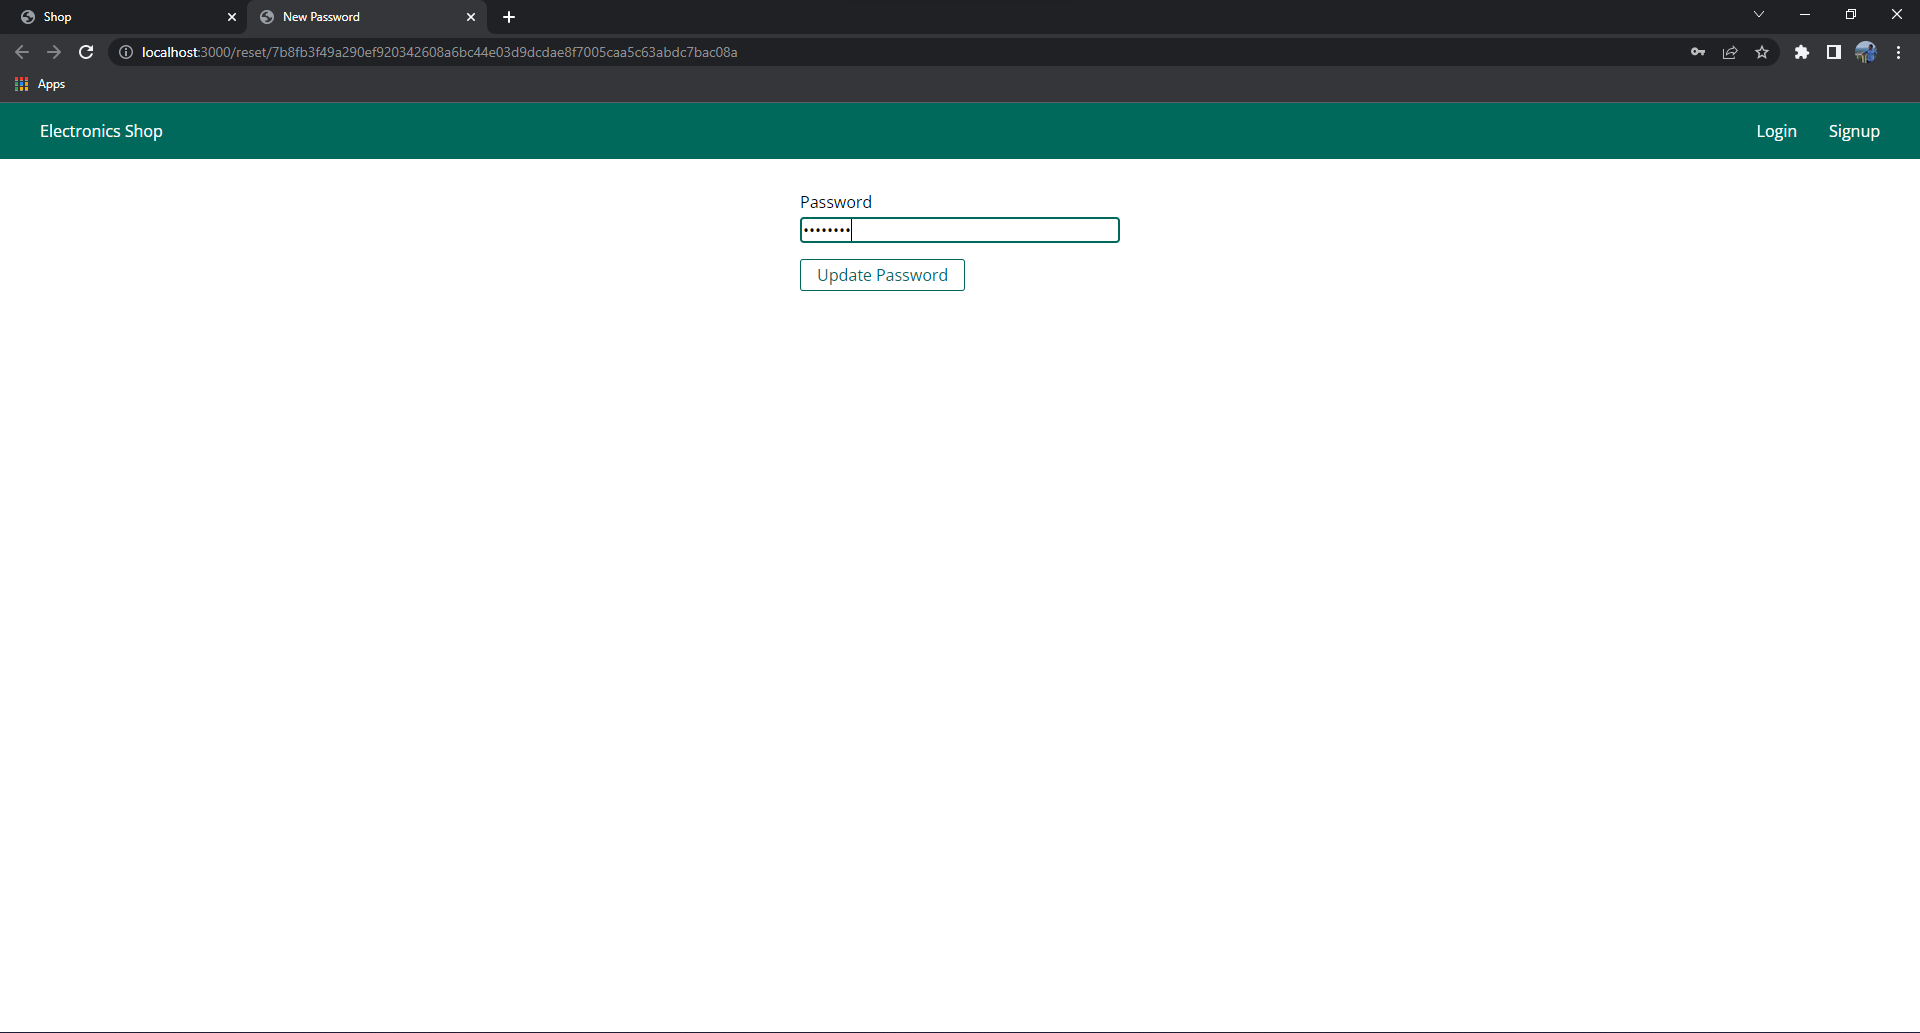 Shop
New Password
localhost:3000/reset/7b8fb3f49a290ef920342608a6bc44e03d9dcdae8f7005caa5c63abdc7bac08a
Apps
Electronics Shop
Login
Signup
Password
••••••••
Update Password